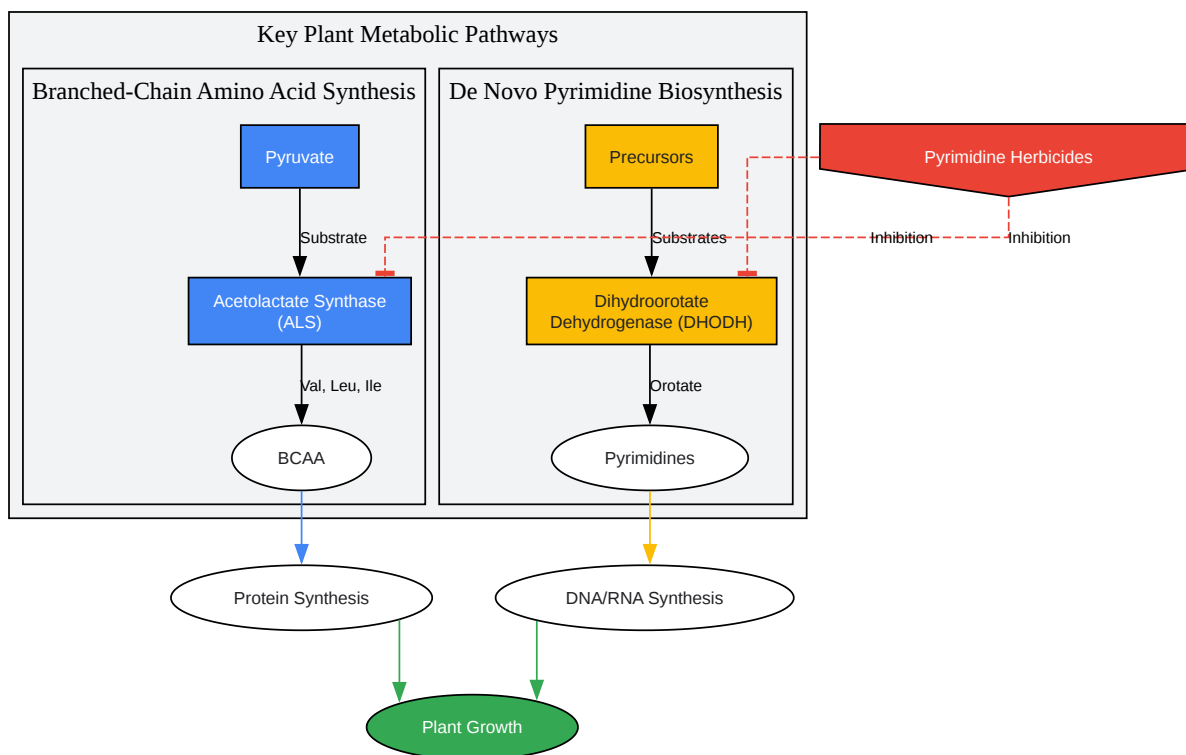 Key Plant Metabolic Pathways
Branched-Chain Amino Acid Synthesis
De Novo Pyrimidine Biosynthesis
Pyruvate
Precursors
Pyrimidine Herbicides
Substrate
Substrates
Inhibition
Inhibition
Acetolactate Synthase
(ALS)
Dihydroorotate
Dehydrogenase (DHODH)
Val, Leu, Ile
Orotate
BCAA
Pyrimidines
Protein Synthesis
DNA/RNA Synthesis
Plant Growth